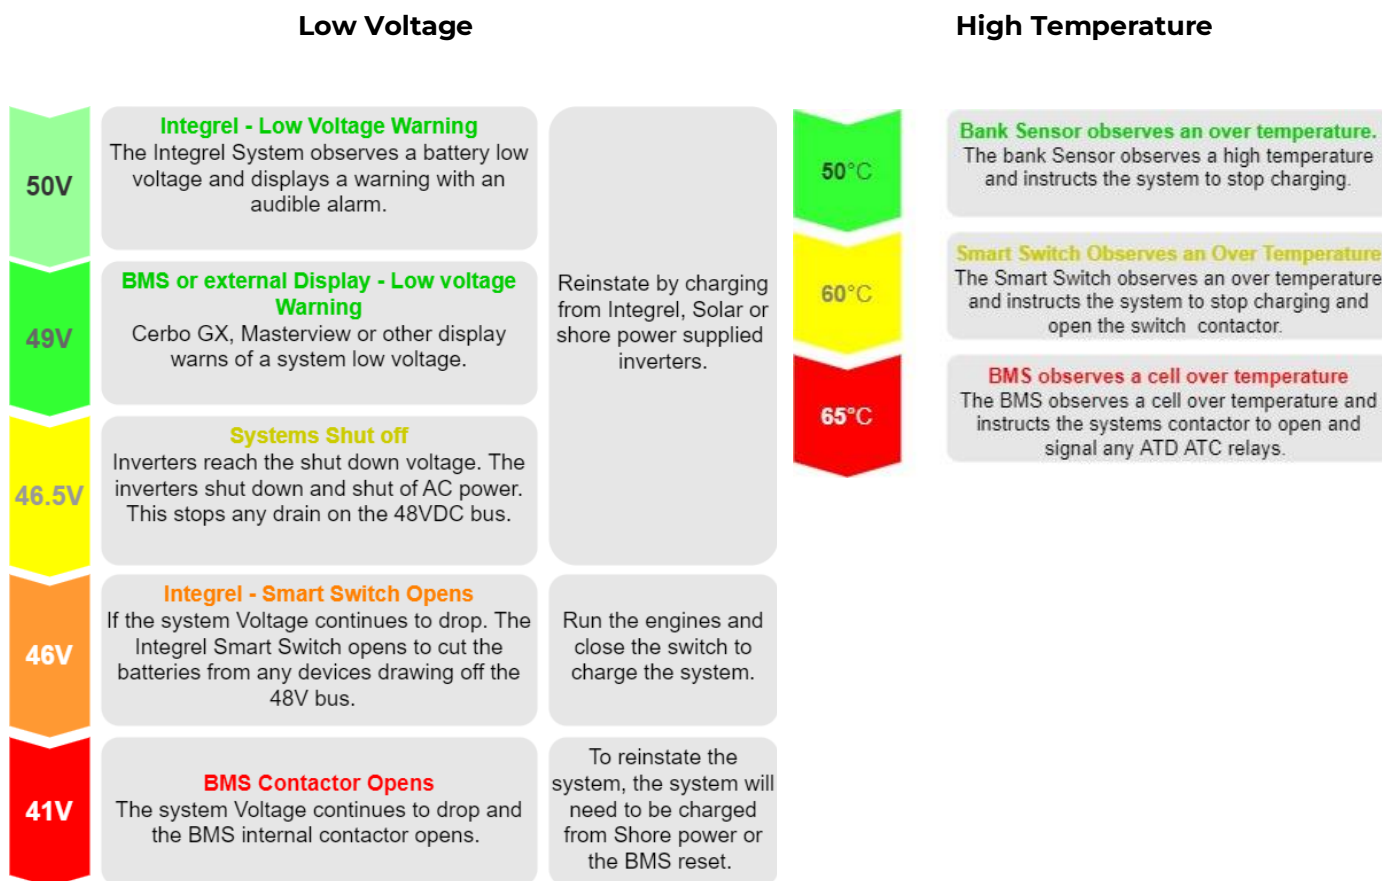 Low Voltage
50V
Integrel - Low Voltage Warning
The Integrel System observes a battery low
voltage and displays a warning with an
audible alarm.
49V
BMS or external Display - Low voltage
Warning
Cerbo GX, Masterview or other display
warns of a system low voltage.
46.5V
Systems Shut off
Inverters reach the shut down voltage. The
inverters shut down and shut of AC power.
This stops any drain on the 48VDC bus.
Reinstate by charging
from Integrel, Solar or
shore power supplied
inverters.
46V
Integrel - Smart Switch Opens
If the system Voltage continues to drop. The
Integrel Smart Switch opens to cut the
batteries from any devices drawing off the
48V bus.
Run the engines and
close the switch to
charge the system.
41V
BMS Contactor Opens
The system Voltage continues to drop and
the BMS internal contactor opens.
To reinstate the
system, the system will
need to be charged
from Shore power or
the BMS reset.
High Temperature
50°C
Bank Sensor observes an over temperature.
The bank Sensor observes a high temperature
and instructs the system to stop charging.
60°C
Smart Switch Observes an Over Temperature
The Smart Switch observes an over temperature
and instructs the system to stop charging and
open the switch contactor.
65°C
BMS observes a cell over temperature
The BMS observes a cell over temperature and
instructs the systems contactor to open and
signal any ATD ATC relays.